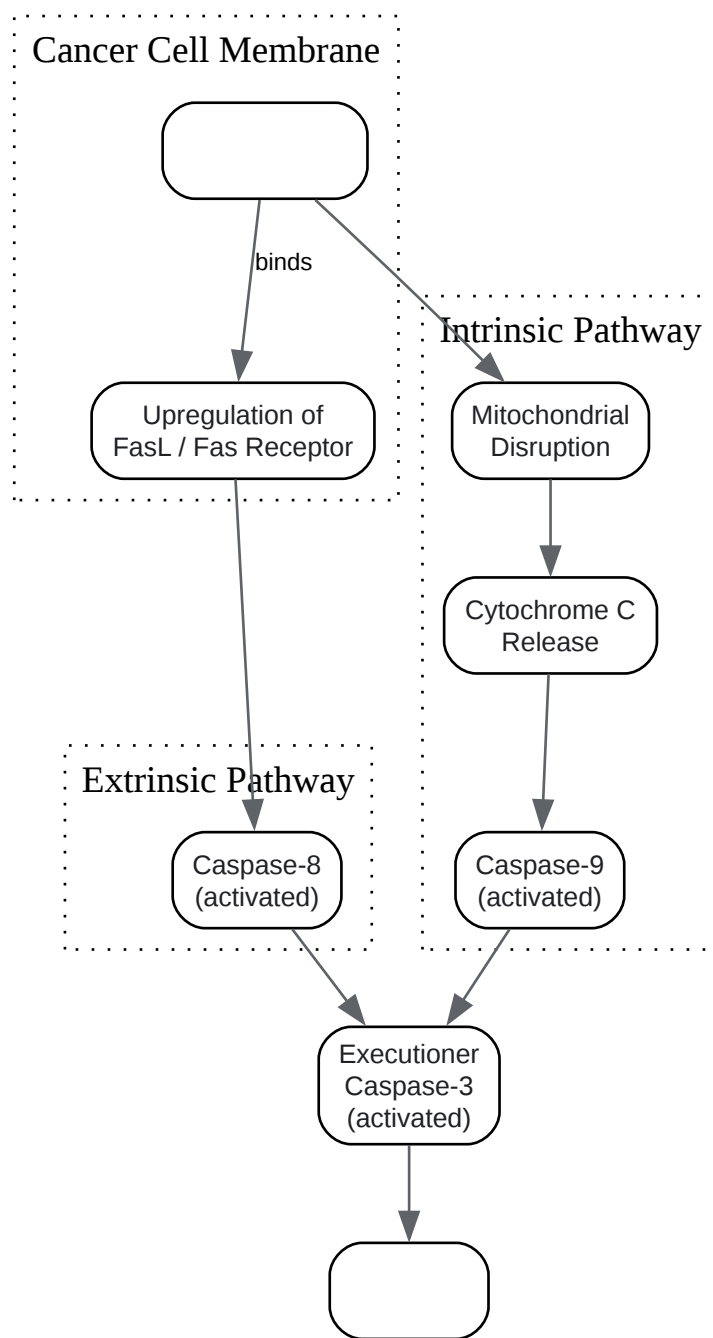 Cancer Cell Membrane
binds
Intrinsic Pathway
Upregulation of
FasL / Fas Receptor
Mitochondrial
Disruption
Cytochrome C
Release
Extrinsic Pathway
Caspase-8
(activated)
Caspase-9
(activated)
Executioner
Caspase-3
(activated)